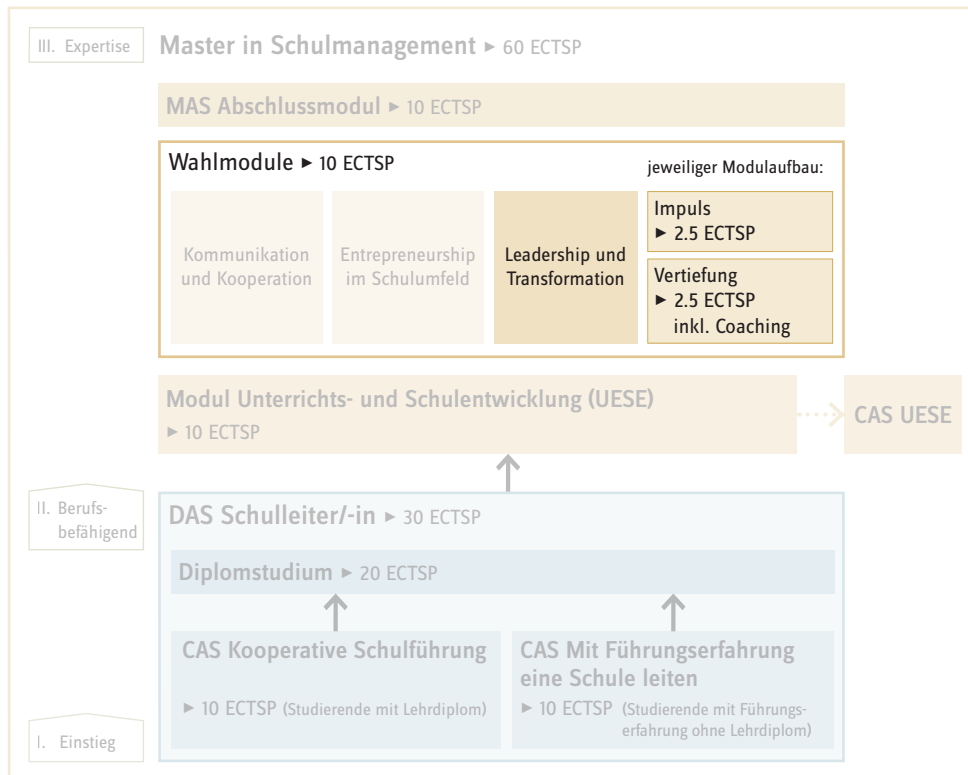 III. Expertise
Master in Schulmanagement ► 60 ECTSP
MAS Abschlussmodul ► 10 ECTSP
Wahlmodule ► 10 ECTSP
jeweiliger Modulaufbau:
Kommunikation
und Kooperation
Entrepreneurship
im Schulumfeld
Leadership und
Transformation
Impuls
► 2.5 ECTSP
Vertiefung
► 2.5 ECTSP
inkl. Coaching
Modul Unterrichts- und Schulentwicklung (UESE)
► 10 ECTSP
CAS UESE
II. Berufs-
befähigend
DAS Schulleiter/-in ► 30 ECTSP
Diplomstudium ► 20 ECTSP
CAS Kooperative Schulführung
► 10 ECTSP (Studierende mit Lehrdiplom)
CAS Mit Führungserfahrung
eine Schule leiten
► 10 ECTSP (Studierende mit Führungs-
erfahrung ohne Lehrdiplom)
I. Einstieg